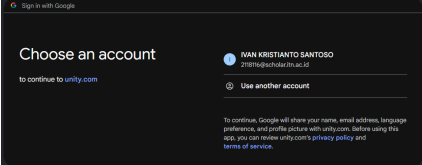 G Sign in with Google
Choose an account
to continue to unity.com
I
IVAN KRISTIANTO SANTOSO
2118116@scholar.itn.ac.id
Use another account
To continue, Google will share your name, email address, language
preference, and profile picture with unity.com. Before using this
app, you can review unity.com's privacy policy and
terms of service.